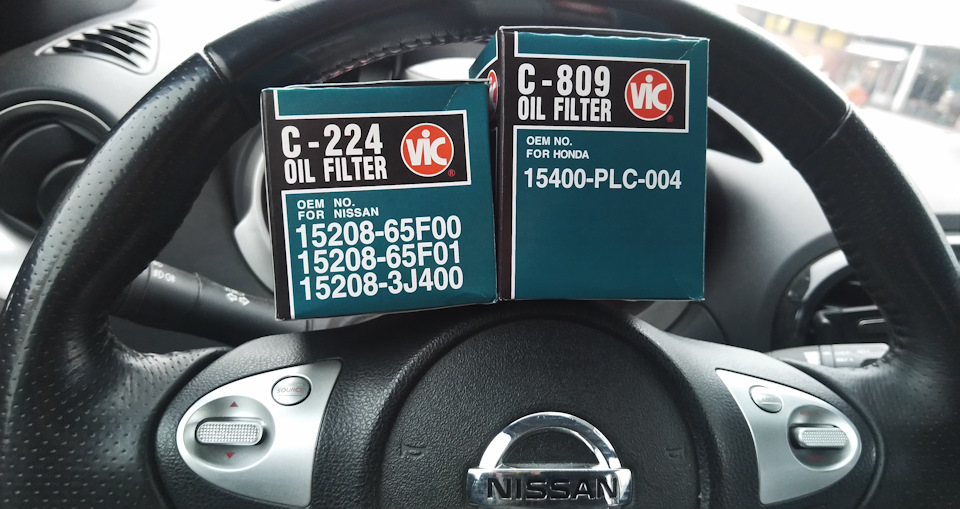 C-224
OIL FILTER
VIC
®
OEM NO.
FOR NISSAN
15208-65F00
15208-65F01
15208-3J400
C-809
OIL FILTER
VIC
®
OEM NO.
FOR HONDA
15400-PLC-004
SOURCE
NISSAN